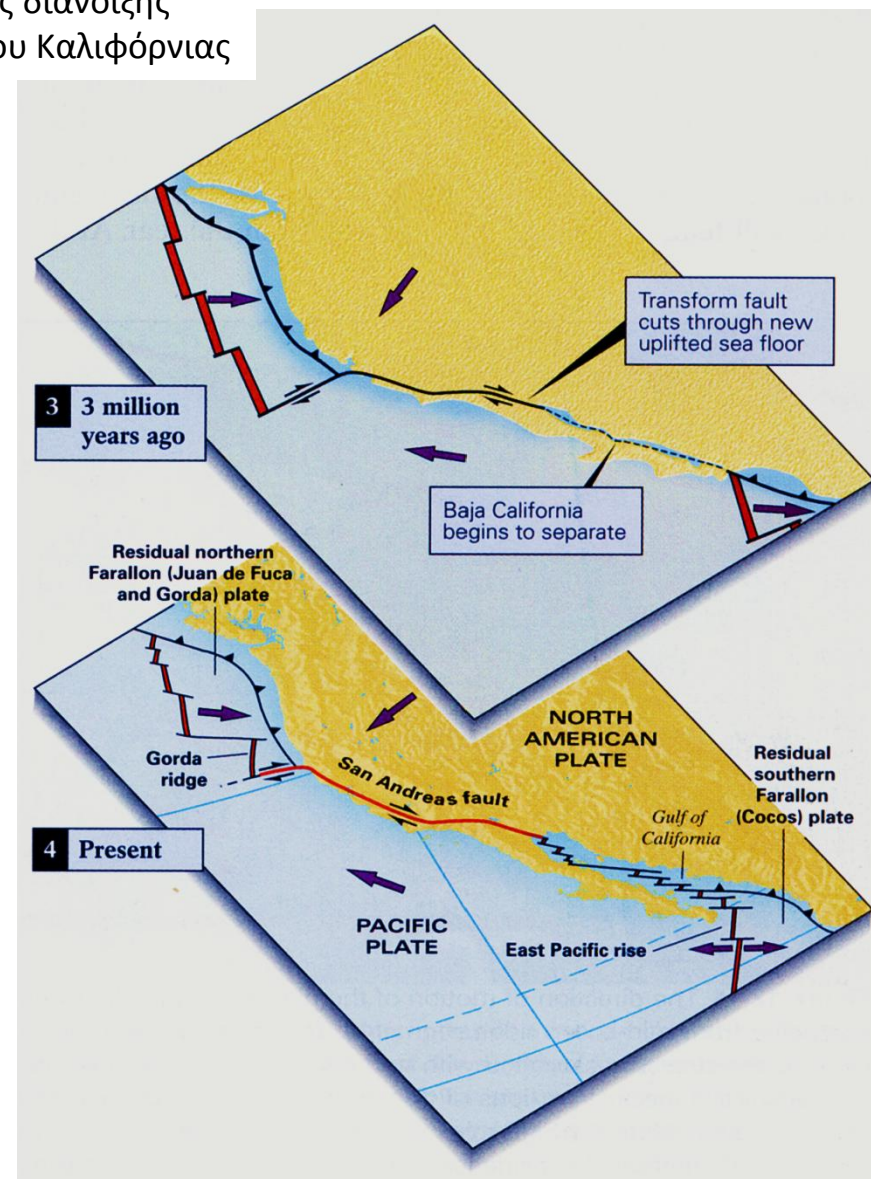 ς διάνοιξης
ου Καλιφόρνιας
Transform fault
cuts through new
uplifted sea floor
3 3 million
years ago
Baja California
begins to separate
Residual northern
Farallon (Juan de Fuca
and Gorda) plate
NORTH
AMERICAN
PLATE
Residual
southern
Farallon
(Cocos) plate
Gorda
ridge
San Andreas fault
Gulf of
California
4 Present
PACIFIC
PLATE
East Pacific rise